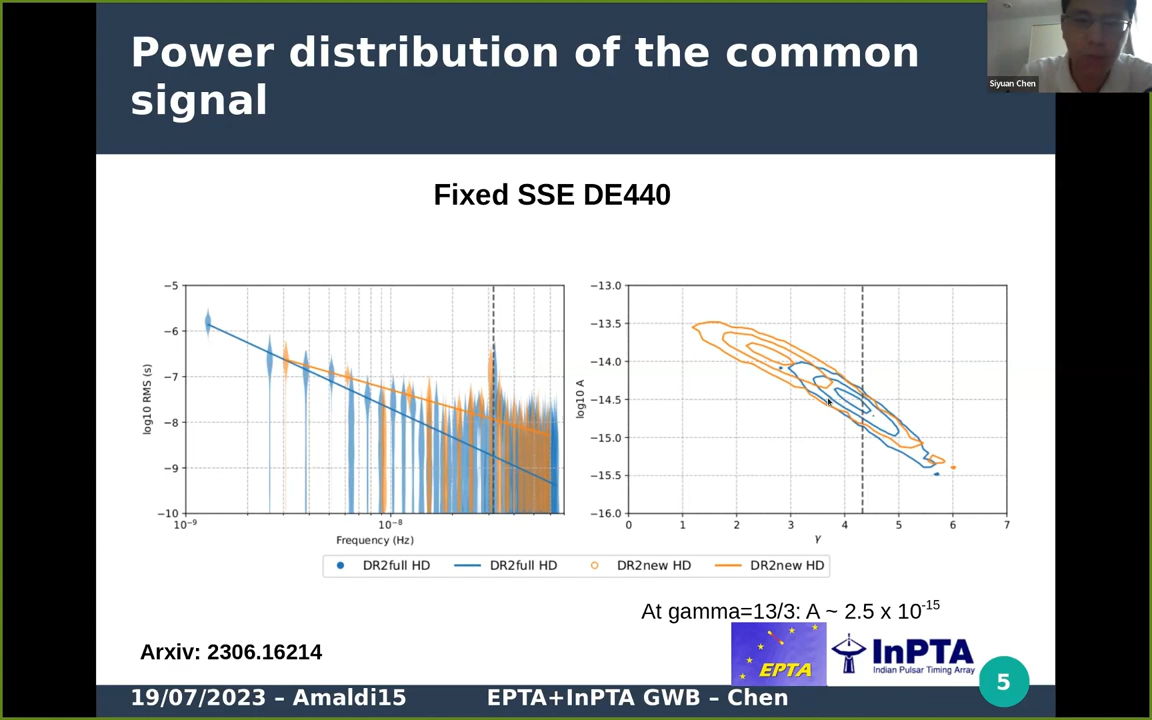 Power distribution of the common
signal
Siyuan Chen
Fixed SSE DE440
−5
−6
−7
−8
−9
−10
log10 RMS (s)
10⁻⁹
10⁻⁸
Frequency (Hz)
−13.0
−13.5
−14.0
−14.5
−15.0
−15.5
−16.0
log10 A
0 1 2 3 4 5 6 7
γ
DR2full HD DR2full HD DR2new HD DR2new HD
At gamma=13/3: A ~ 2.5 x 10⁻¹⁵
Arxiv: 2306.16214
EPTA
InPTA
Indian Pulsar Timing Array
19/07/2023 – Amaldi15 EPTA+InPTA GWB – Chen 5